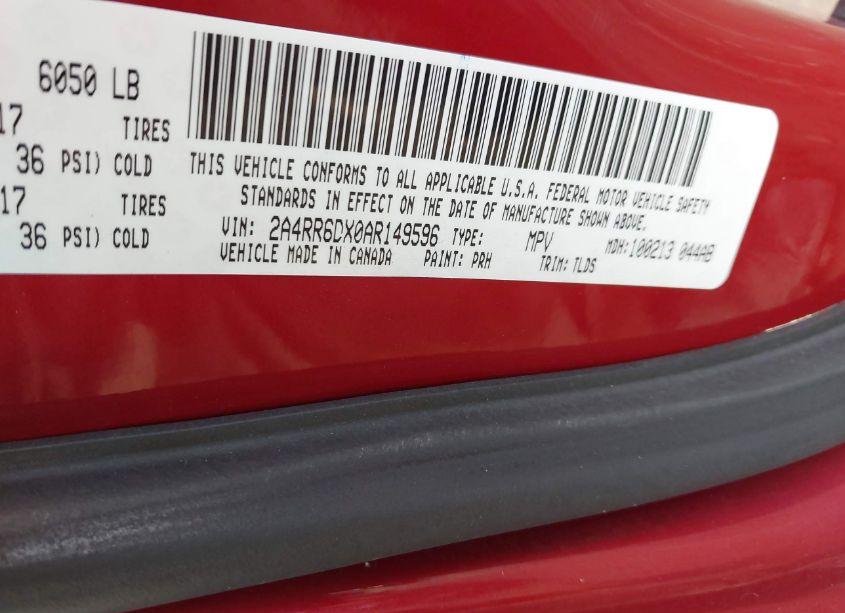 6050 LB
17 TIRES
36 PSI) COLD
17 TIRES
36 PSI) COLD
THIS VEHICLE CONFORMS TO ALL APPLICABLE U.S.A. FEDERAL MOTOR VEHICLE SAFETY
STANDARDS IN EFFECT ON THE DATE OF MANUFACTURE SHOWN ABOVE.
VIN: 2A4RR6DX0AR149596 TYPE: MPV MDH:100213 044AB
VEHICLE MADE IN CANADA PAINT: PRH TRIM: TLDS